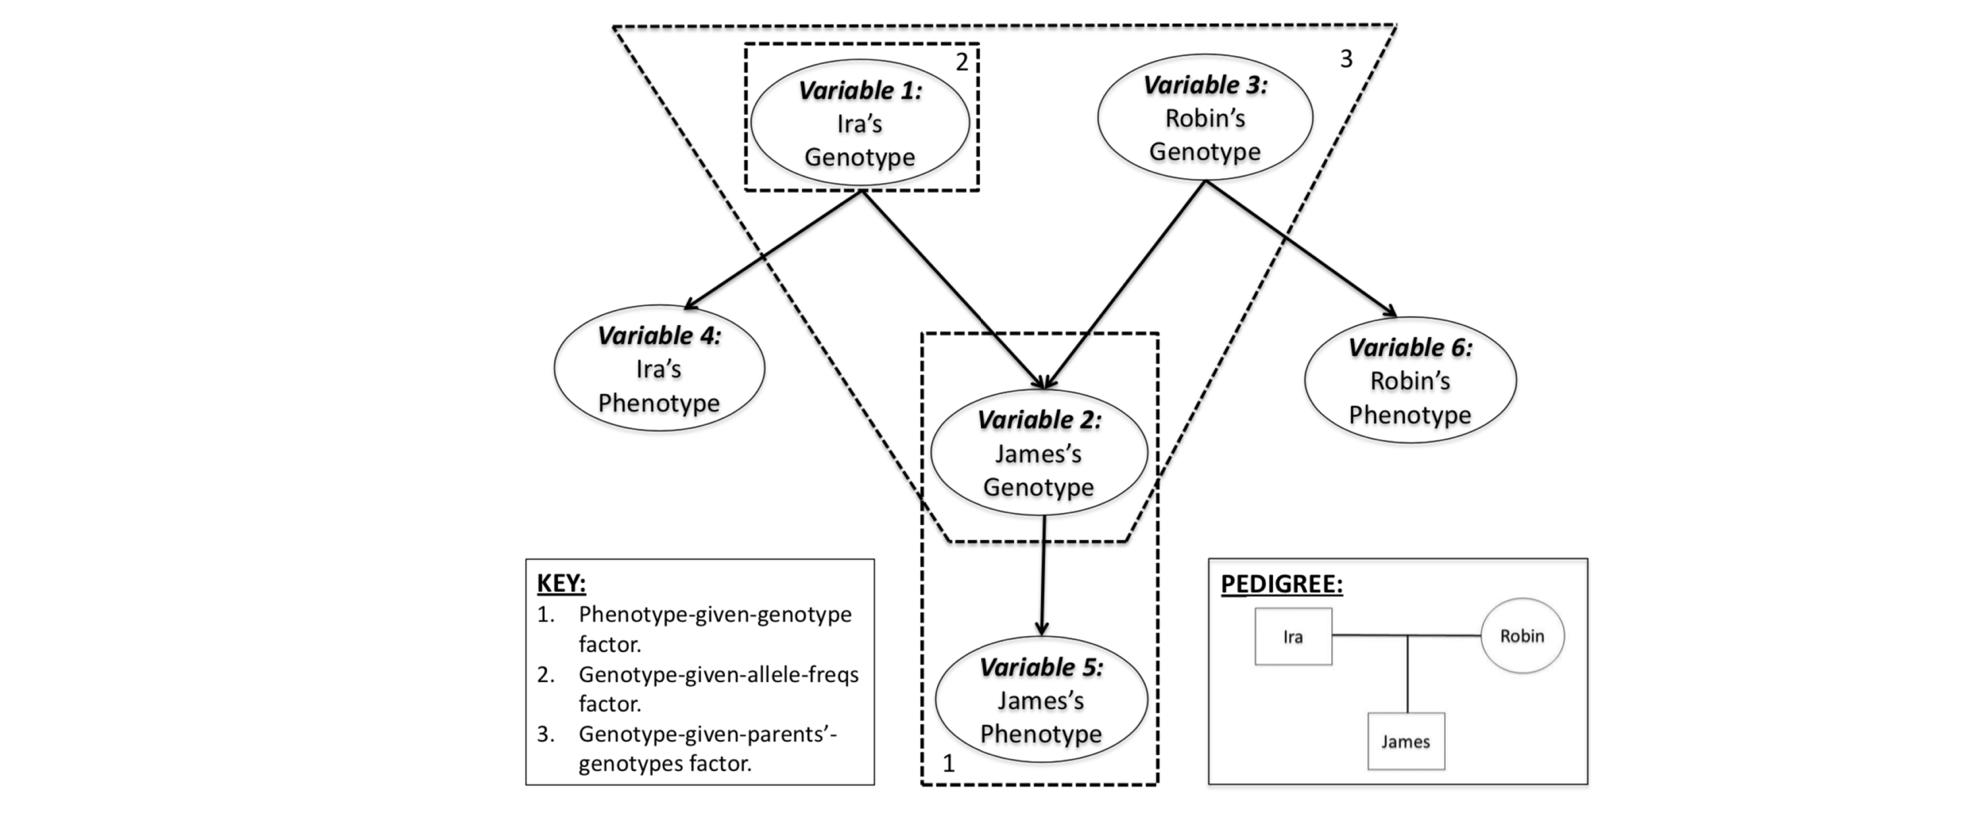 2
Variable 1:
Ira's
Genotype
3
Variable 3:
Robin's
Genotype
Variable 4:
Ira's
Phenotype
Variable 6:
Robin's
Phenotype
Variable 2:
James's
Genotype
Variable 5:
James's
Phenotype
1
KEY:
1. Phenotype-given-genotype
factor.
2. Genotype-given-allele-freqs
factor.
3. Genotype-given-parents'-
genotypes factor.
PEDIGREE:
Ira
Robin
James